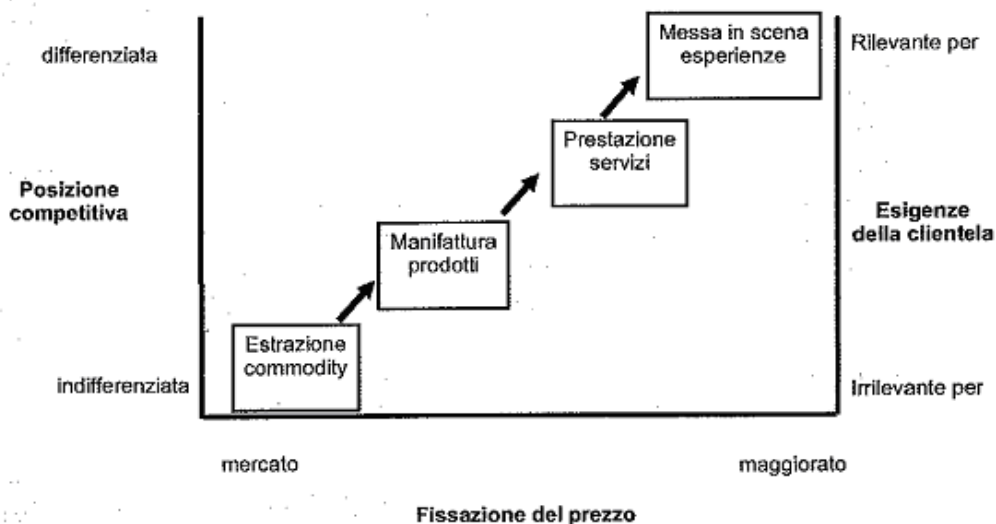 Messa in scena
esperienze
differenziata
Rilevante per
Prestazione
servizi
Posizione
competitiva
Esigenze
della clientela
Manifattura
prodotti
Estrazione
commodity
indifferenziata
Irrilevante per
mercato
maggiorato
Fissazione del prezzo